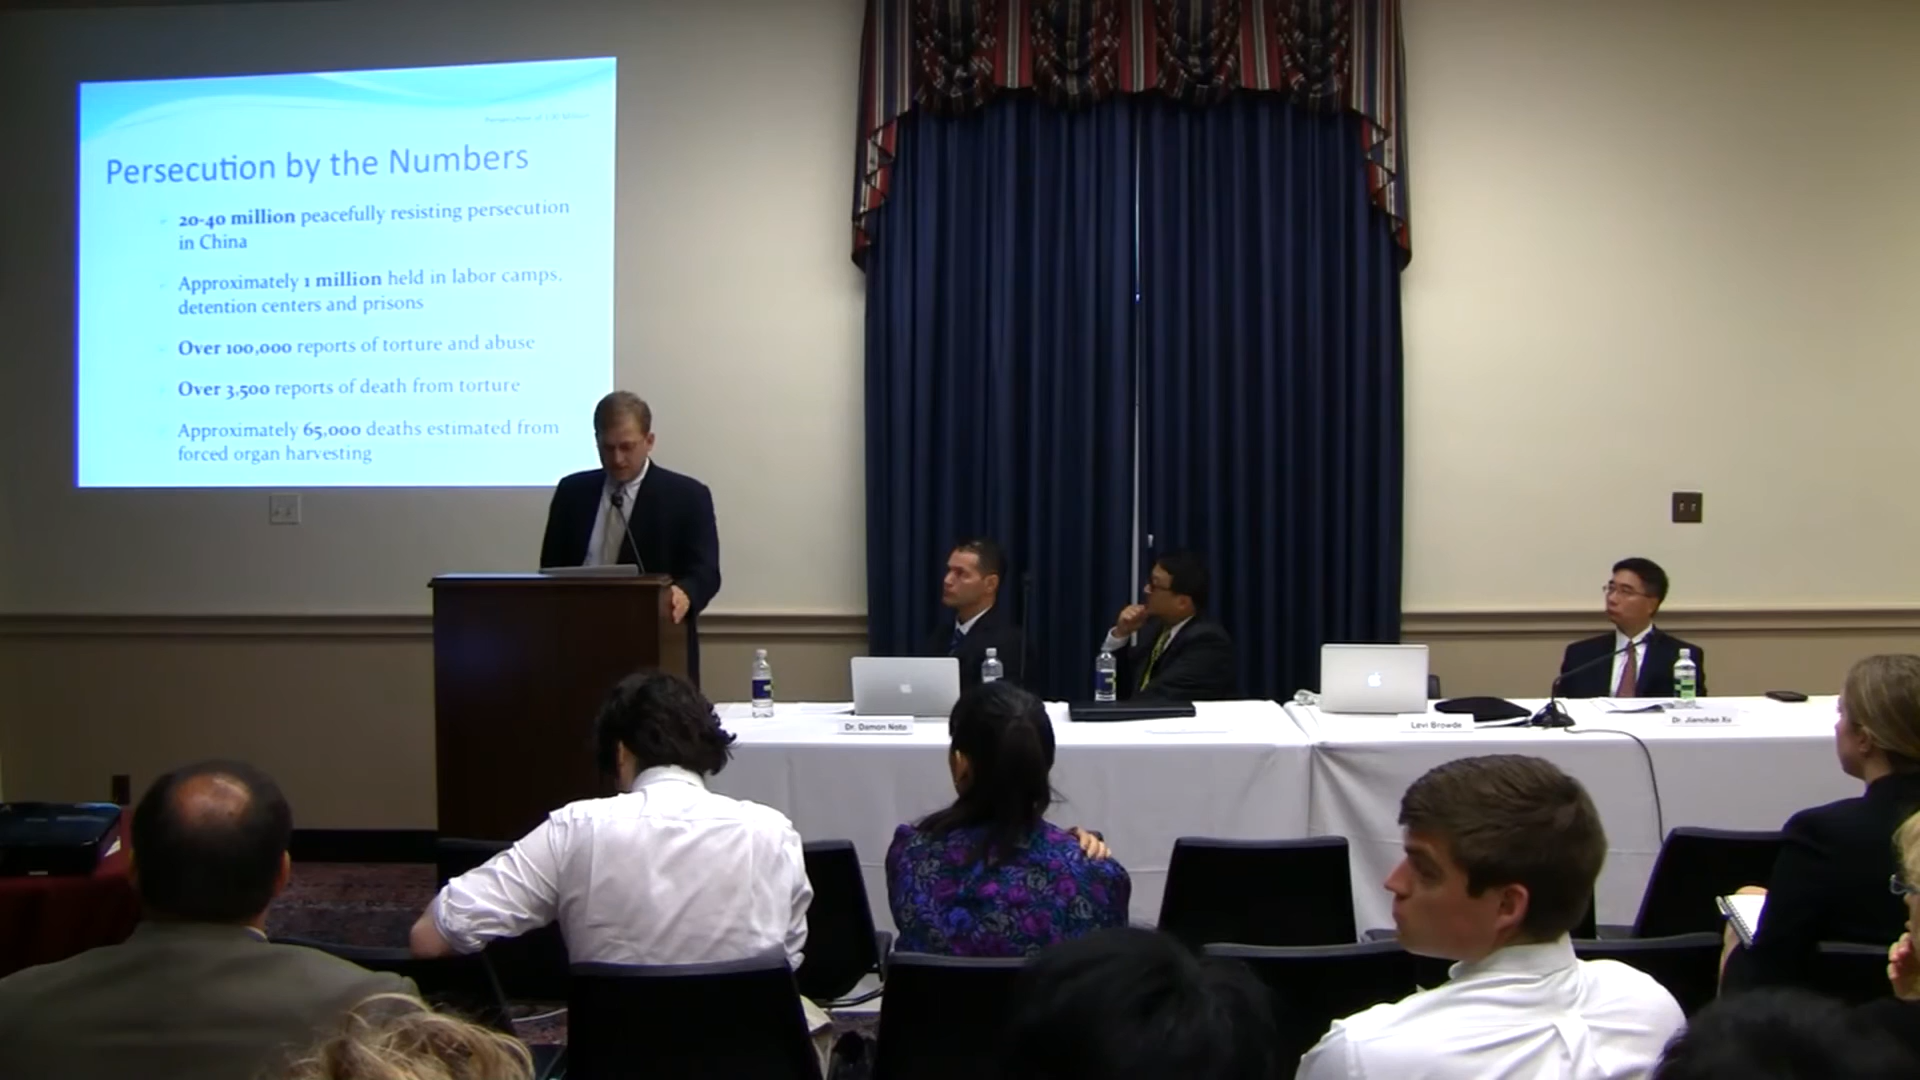 Persecution by the Numbers
20-40 million peacefully resisting persecution
in China
Approximately 1 million held in labor camps,
detention centers and prisons
Over 100,000 reports of torture and abuse
Over 3,500 reports of death from torture
Approximately 65,000 deaths estimated from
forced organ harvesting
Dr. Damon Noto
Levi Browde
Dr. Jianchao Xu